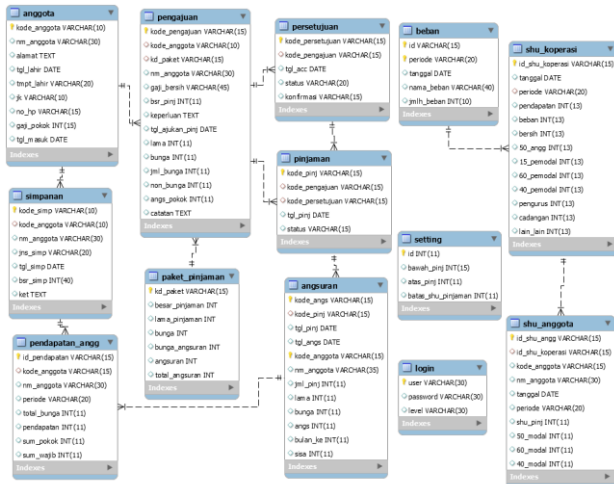 anggota
kode_anggota VARCHAR(10)
nm_anggota VARCHAR(30)
alamat TEXT
tgl_lahir DATE
tmpt_lahir VARCHAR(20)
jk VARCHAR(10)
no_hp VARCHAR(15)
gaji_pokok INT(15)
tgl_masuk DATE
Indexes
pengajuan
kode_pengajuan VARCHAR(15)
kode_anggota VARCHAR(10)
kd_paket VARCHAR(15)
nm_anggota VARCHAR(30)
gaji_bersih VARCHAR(45)
bsr_pinj INT(11)
keperluan TEXT
tgl_ajukan_pinj DATE
lama INT(11)
bunga INT(11)
jml_bunga INT(11)
non_bunga INT(11)
angs_pokok INT(11)
catatan TEXT
Indexes
persetujuan
kode_persetujuan VARCHAR(15)
kode_pengajuan VARCHAR(15)
tgl_acc DATE
status VARCHAR(20)
konfirmasi VARCHAR(15)
Indexes
beban
id VARCHAR(15)
periode VARCHAR(20)
tanggal DATE
nama_beban VARCHAR(40)
jmlh_beban INT(10)
Indexes
shu_koperasi
id_shu_koperasi VARCHAR(15)
tanggal DATE
periode VARCHAR(20)
pendapatan INT(13)
beban INT(13)
bersih INT(13)
50_angg INT(13)
15_pemodal INT(13)
60_pemodal INT(13)
40_pemodal INT(13)
pengurus INT(13)
cadangan INT(13)
lain_lain INT(13)
Indexes
simpanan
kode_simp VARCHAR(10)
kode_anggota VARCHAR(10)
nm_anggota VARCHAR(30)
jns_simp VARCHAR(20)
tgl_simp DATE
bsr_simp INT(40)
ket TEXT
Indexes
pinjaman
kode_pinj VARCHAR(15)
kode_pengajuan VARCHAR(15)
kode_persetujuan VARCHAR(15)
tgl_pinj DATE
status VARCHAR(15)
Indexes
setting
id INT(11)
bawah_pinj INT(15)
atas_pinj INT(11)
batas_shu_pinjaman INT(11)
Indexes
paket_pinjaman
kd_paket VARCHAR(15)
besar_pinjaman INT
lama_pinjaman INT
bunga INT
bunga_angsuran INT
angsuran INT
total_angsuran INT
Indexes
angsuran
kode_angs VARCHAR(15)
kode_pinj VARCHAR(15)
tgl_pinj DATE
tgl_angs DATE
kode_anggota VARCHAR(15)
nm_anggota VARCHAR(35)
jml_pinj INT(11)
lama INT(11)
bunga INT(11)
angs INT(11)
bulan_ke INT(11)
sisa INT(11)
Indexes
shu_anggota
id_shu_angg VARCHAR(15)
id_shu_koperasi VARCHAR(15)
kode_anggota VARCHAR(15)
nm_anggota VARCHAR(30)
tanggal DATE
periode VARCHAR(20)
shu_pinj INT(11)
50_modal INT(11)
60_modal INT(11)
40_modal INT(11)
Indexes
pendapatan_angg
id_pendapatan VARCHAR(15)
kode_anggota VARCHAR(15)
nm_anggota VARCHAR(30)
periode VARCHAR(20)
total_bunga INT(11)
pendapatan INT(11)
sum_pokok INT(11)
sum_wajib INT(11)
Indexes
login
user VARCHAR(30)
password VARCHAR(30)
level VARCHAR(30)
Indexes